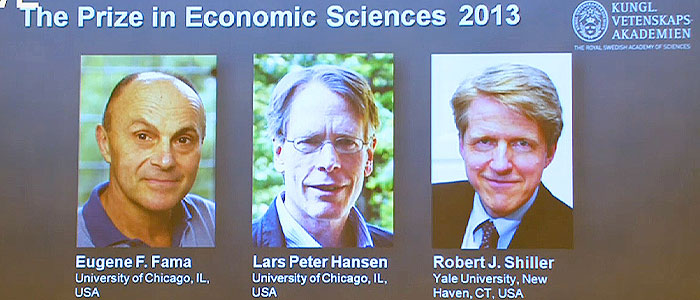 The Prize in Economic Sciences 2013
KUNGL.
VETENSKAPS-
AKADEMIEN
THE ROYAL SWEDISH ACADEMY OF SCIENCES
Eugene F. Fama
University of Chicago, IL,
USA
Lars Peter Hansen
University of Chicago, IL,
USA
Robert J. Shiller
Yale University, New
Haven, CT, USA